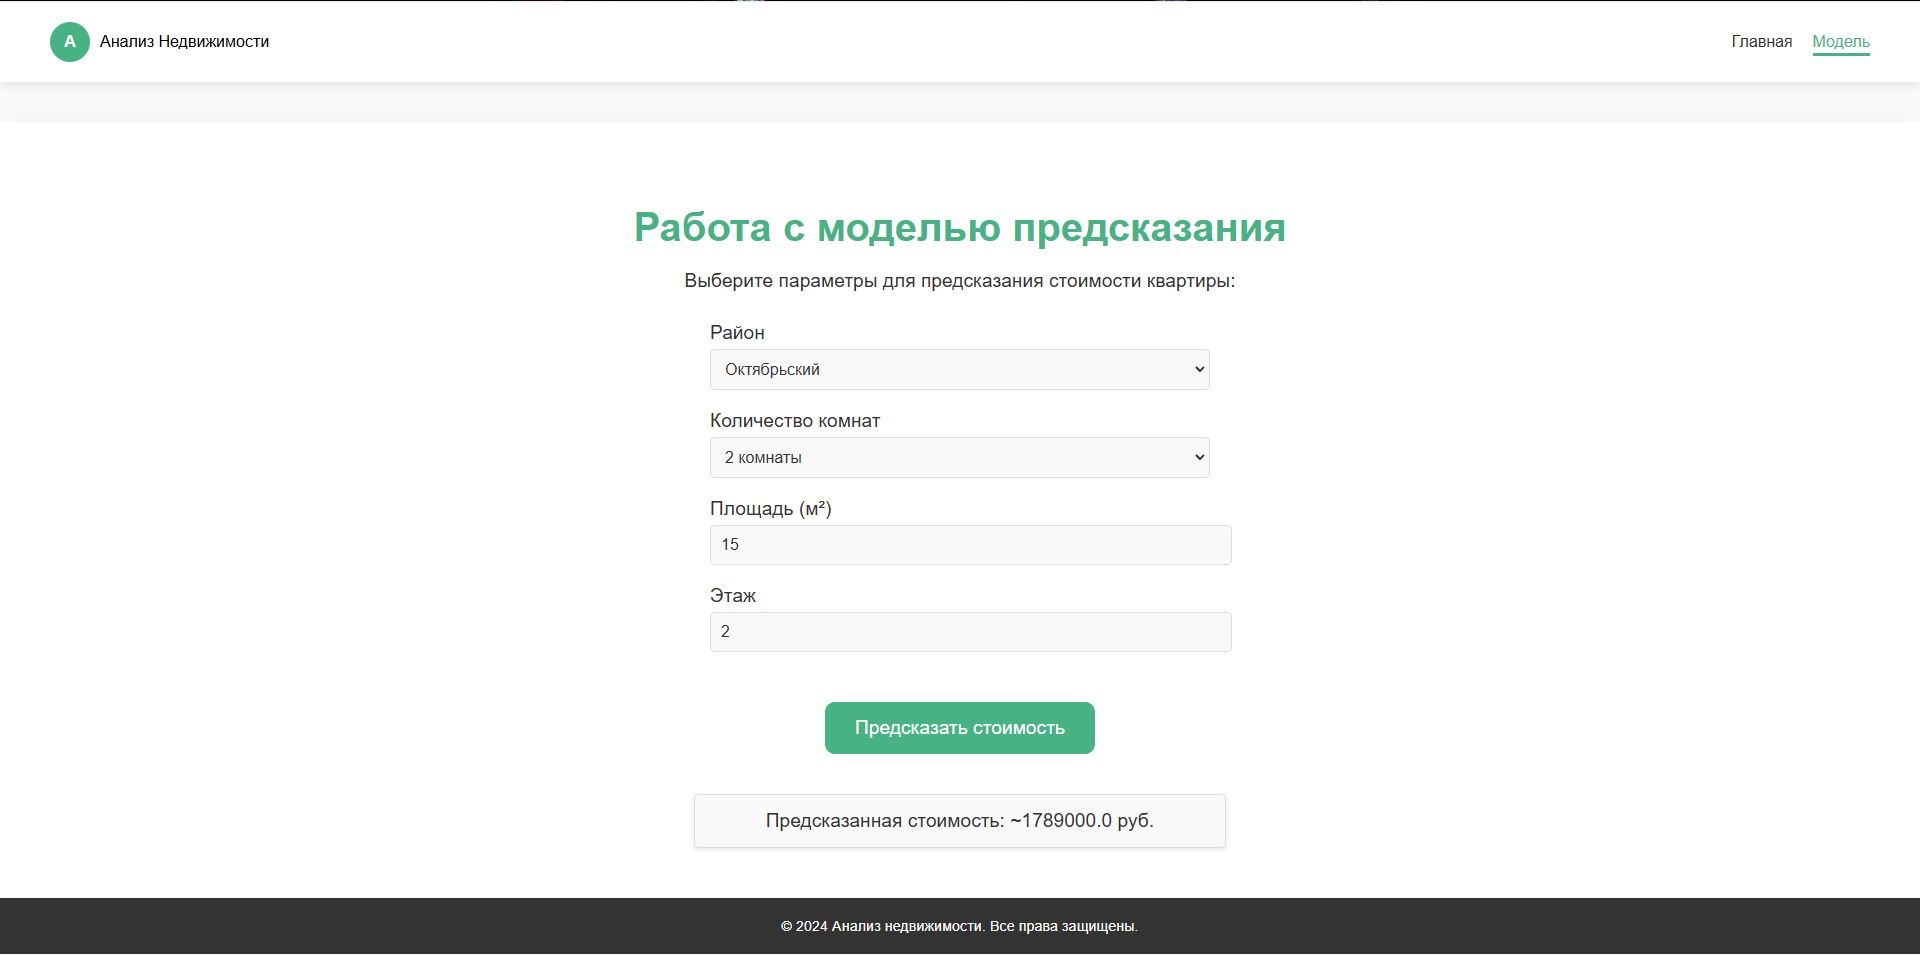 А
Анализ Недвижимости
Главная
Модель
Работа с моделью предсказания
Выберите параметры для предсказания стоимости квартиры:
Район
Октябрьский
Количество комнат
2 комнаты
Площадь (м²)
15
Этаж
2
Предсказать стоимость
Предсказанная стоимость: ~1789000.0 руб.
© 2024 Анализ недвижимости. Все права защищены.